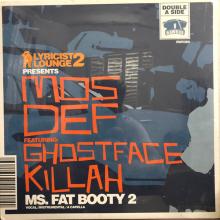 LYRICIST
LOUNGE 2
PRESENTS
MOS
DEF
FEATURING
GHOSTFACE
KILLAH
MS. FAT BOOTY 2
VOCAL/INSTRUMENTAL/A CAPELLA
DOUBLE
A SIDE